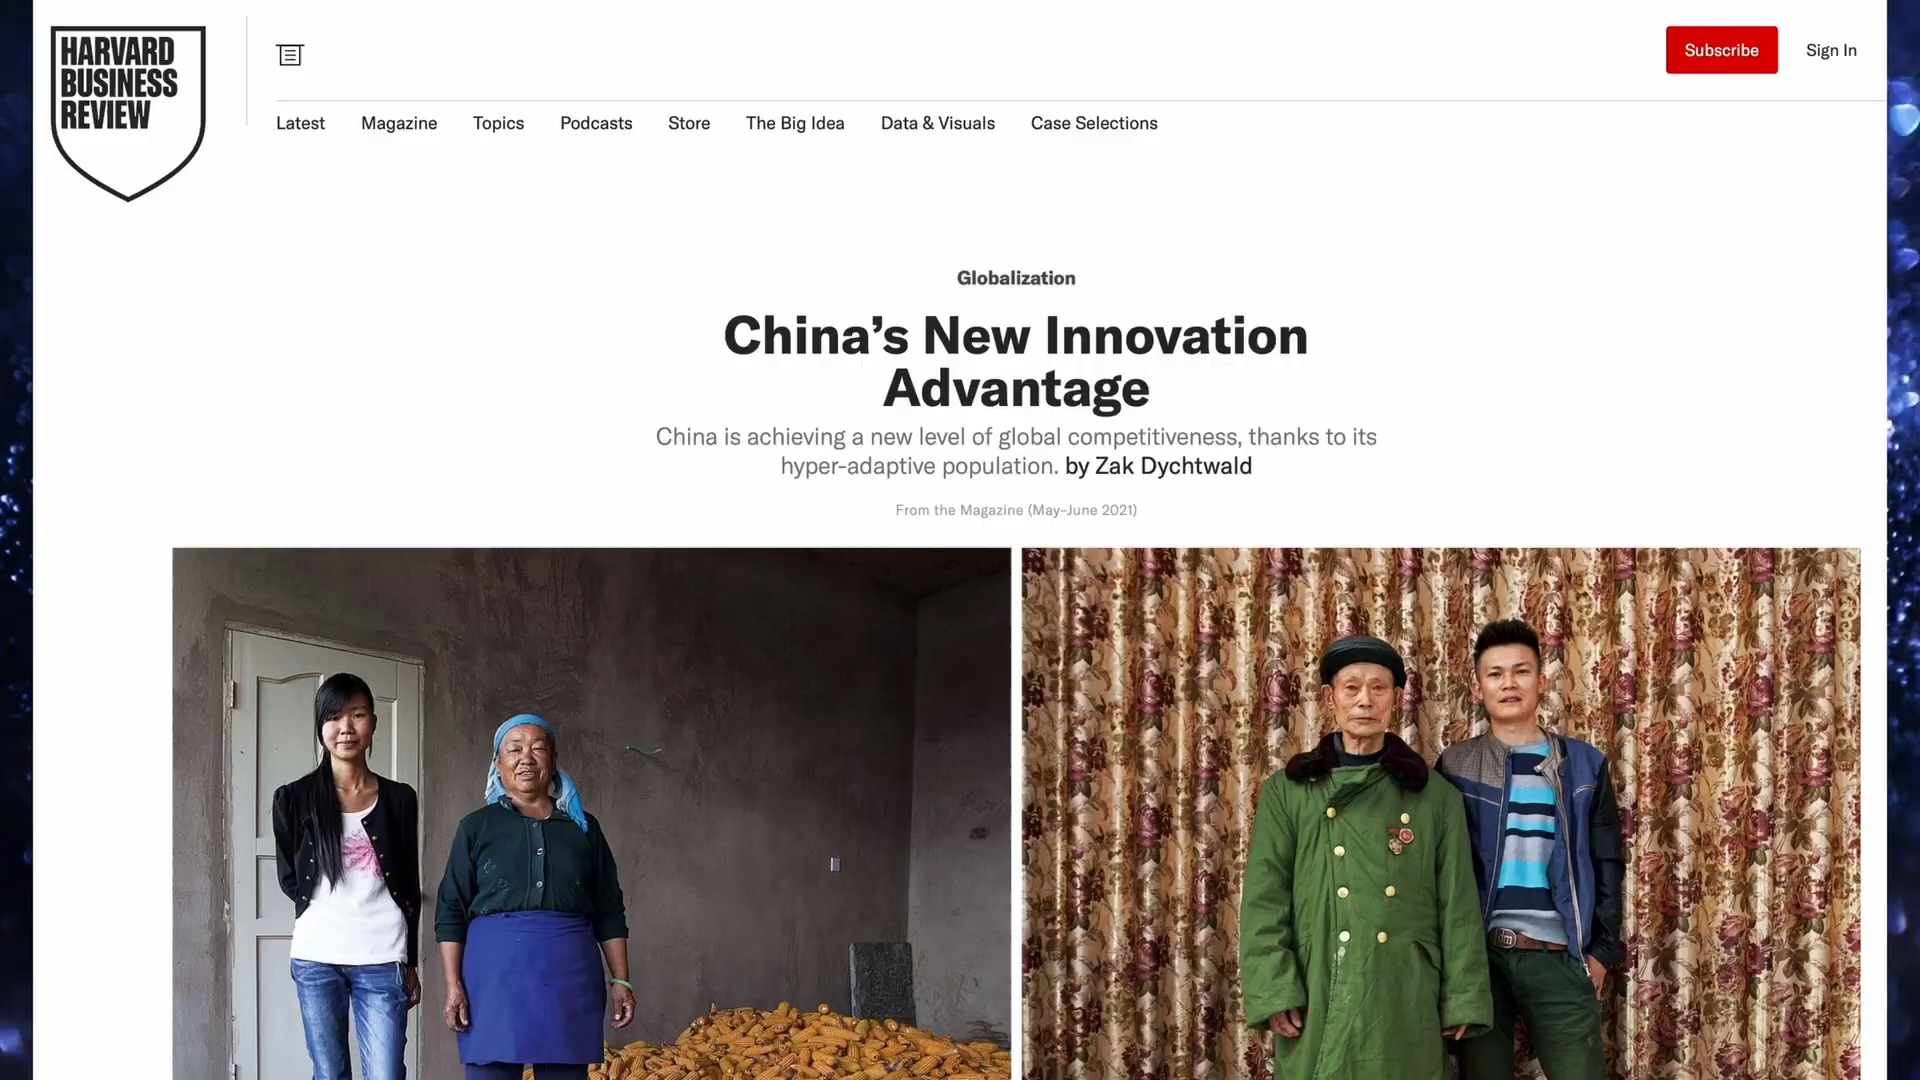 HARVARD
BUSINESS
REVIEW
Subscribe
Sign In
Latest
Magazine
Topics
Podcasts
Store
The Big Idea
Data & Visuals
Case Selections
Globalization
China’s New Innovation
Advantage
China is achieving a new level of global competitiveness, thanks to its
hyper-adaptive population. by Zak Dychtwald
From the Magazine (May–June 2021)